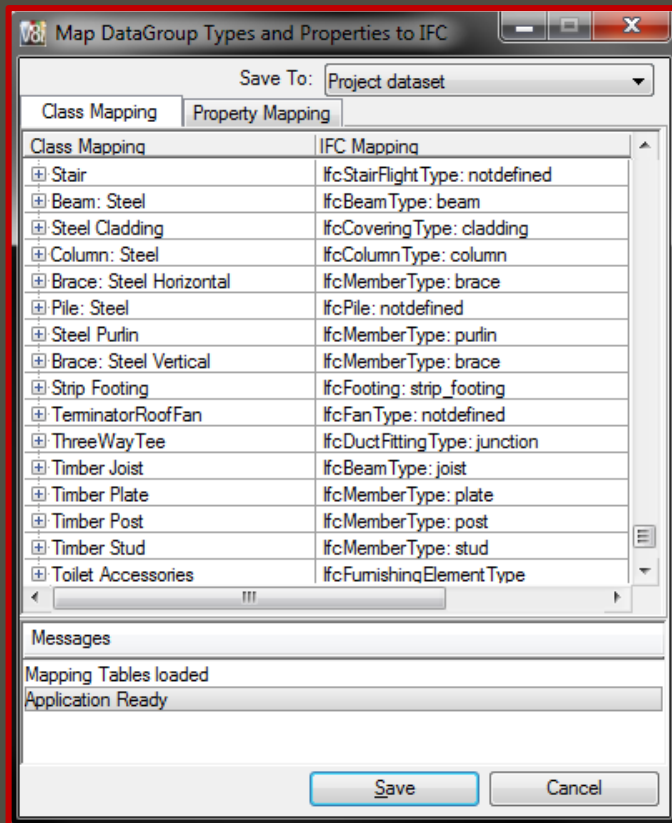 V8i Map DataGroup Types and Properties to IFC
Save To: Project dataset
Class Mapping Property Mapping
Class Mapping IFC Mapping
Stair IfcStairFlightType: notdefined
Beam: Steel IfcBeamType: beam
Steel Cladding IfcCoveringType: cladding
Column: Steel IfcColumnType: column
Brace: Steel Horizontal IfcMemberType: brace
Pile: Steel IfcPile: notdefined
Steel Purlin IfcMemberType: purlin
Brace: Steel Vertical IfcMemberType: brace
Strip Footing IfcFooting: strip_footing
TerminatorRoofFan IfcFanType: notdefined
ThreeWayTee IfcDuctFittingType: junction
Timber Joist IfcBeamType: joist
Timber Plate IfcMemberType: plate
Timber Post IfcMemberType: post
Timber Stud IfcMemberType: stud
Toilet Accessories IfcFurnishingElementType
Messages
Mapping Tables loaded
Application Ready
Save Cancel